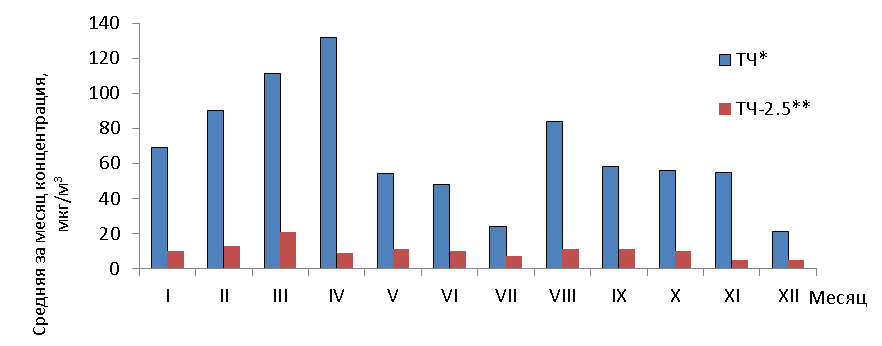 Средняя за месяц концентрация,
мкг/м³
140
120
100
80
60
40
20
0
ТЧ*
ТЧ-2.5**
I II III IV V VI VII VIII IX X XI XII Месяц